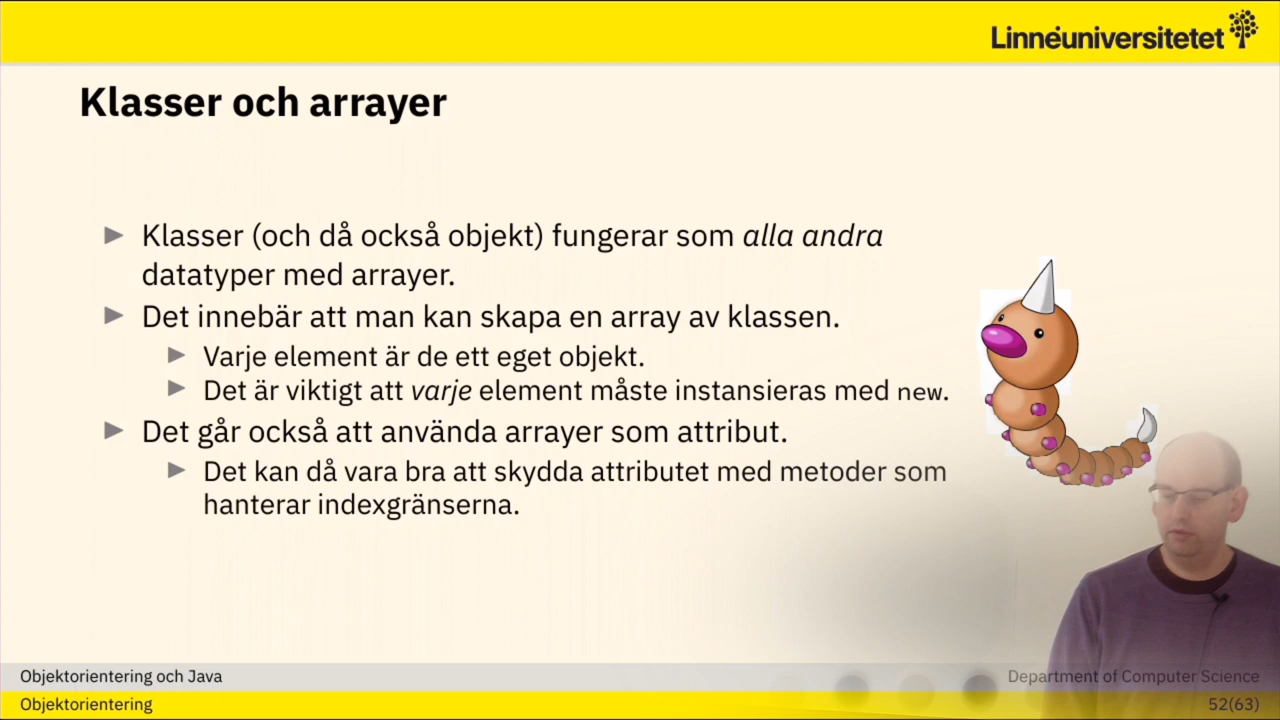 Linnéuniversitetet
Klasser och arrayer
Klasser (och då också objekt) fungerar som alla andra
datatyper med arrayer.
Det innebär att man kan skapa en array av klassen.
Varje element är de ett eget objekt.
Det är viktigt att varje element måste instansieras med new.
Det går också att använda arrayer som attribut.
Det kan då vara bra att skydda attributet med metoder som
hanterar indexgränserna.
Objektorientering och Java
Department of Computer Science
Objektorientering
52(63)